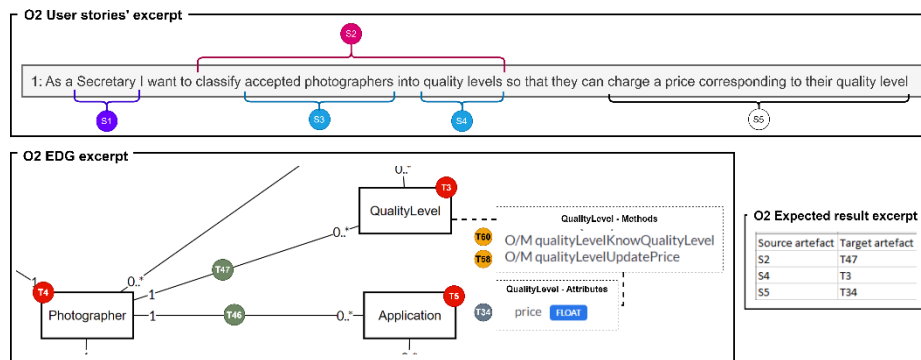 O2 User stories' excerpt
S2
1: As a Secretary I want to classify accepted photographers into quality levels so that they can charge a price corresponding to their quality level
S1
S3
S4
S5
O2 EDG excerpt
0..*
T3
QualityLevel
0..*
QualityLevel - Methods
T60
O/M qualityLevelKnowQualityLevel
T58
O/M qualityLevelUpdatePrice
T47
1
0..*
T4
1
Photographer
1
T46
0..*
T5
Application
QualityLevel - Attributes
T34
price FLOAT
1
0..*
O2 Expected result excerpt
Source artefact Target artefact
S2 T47
S4 T3
S5 T34